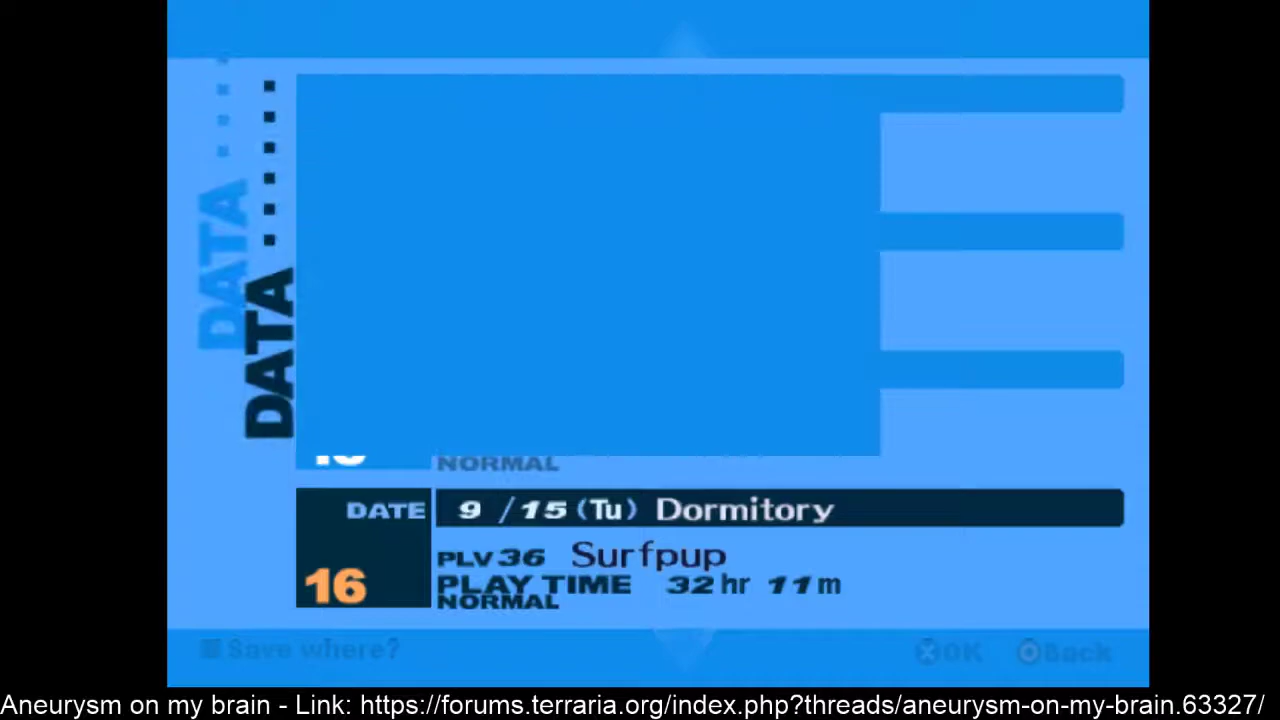 DATA
DATA
NORMAL
DATE 9 /15 (Tu) Dormitory
PLV 36 Surfpup
16
PLAY TIME 32 hr 11 m
NORMAL
Save where? OK Back
Aneurysm on my brain - Link: https://forums.terraria.org/index.php?threads/aneurysm-on-my-brain.63327/